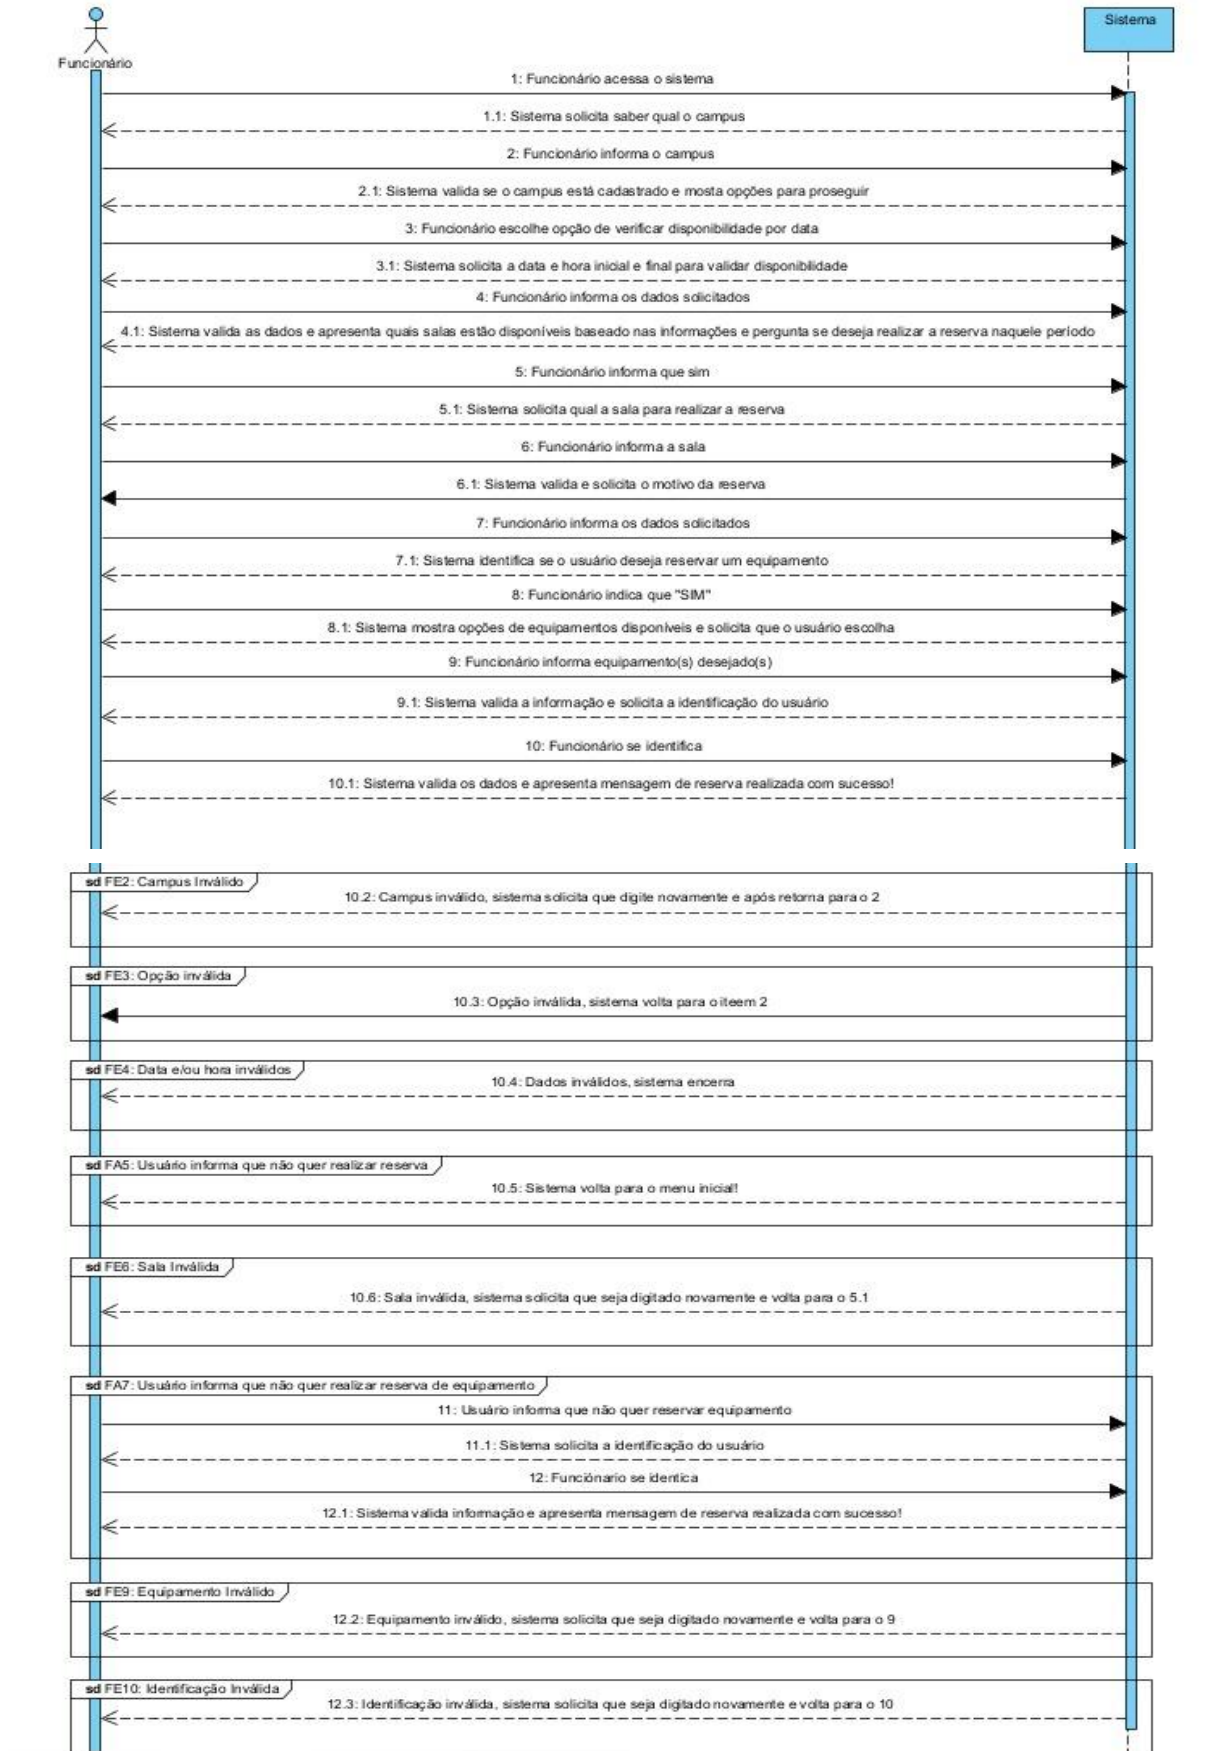 Sistema
Funcionário
1: Funcionário acessa o sistema
1.1: Sistema solicita saber qual o campus
2: Funcionário informa o campus
2.1: Sistema valida se o campus está cadastrado e mosta opções para proseguir
3: Funcionário escolhe opção de verificar disponibilidade por data
3.1: Sistema solicita a data e hora inicial e final para validar disponibilidade
4: Funcionário informa os dados solicitados
4.1: Sistema valida as dados e apresenta quais salas estão disponíveis baseado nas informações e pergunta se deseja realizar a reserva naquele período
5: Funcionário informa que sim
5.1: Sistema solicita qual a sala para realizar a reserva
6: Funcionário informa a sala
6.1: Sistema valida e solicita o motivo da reserva
7: Funcionário informa os dados solicitados
7.1: Sistema identifica se o usuário deseja reservar um equipamento
8: Funcionário indica que "SIM"
8.1: Sistema mostra opções de equipamentos disponíveis e solicita que o usuário escolha
9: Funcionário informa equipamento(s) desejado(s)
9.1: Sistema valida a informação e solicita a identificação do usuário
10: Funcionário se identifica
10.1: Sistema valida os dados e apresenta mensagem de reserva realizada com sucesso!
sd FE2: Campus Inválido
10.2: Campus inválido, sistema solicita que digite novamente e após retorna para o 2
sd FE3: Opção inválida
10.3: Opção inválida, sistema volta para o iteem 2
sd FE4: Data e/ou hora inválidos
10.4: Dados inválidos, sistema encerra
sd FA5: Usuário informa que não quer realizar reserva
10.5: Sistema volta para o menu inicial!
sd FE6: Sala Inválida
10.6: Sala inválida, sistema solicita que seja digitado novamente e volta para o 5.1
sd FA7: Usuário informa que não quer realizar reserva de equipamento
11: Usuário informa que não quer reservar equipamento
11.1: Sistema solicita a identificação do usuário
12: Funciónario se identica
12.1: Sistema valida informação e apresenta mensagem de reserva realizada com sucesso!
sd FE9: Equipamento Inválido
12.2: Equipamento inválido, sistema solicita que seja digitado novamente e volta para o 9
sd FE10: Identificação Inválida
12.3: Identificação inválida, sistema solicita que seja digitado novamente e volta para o 10